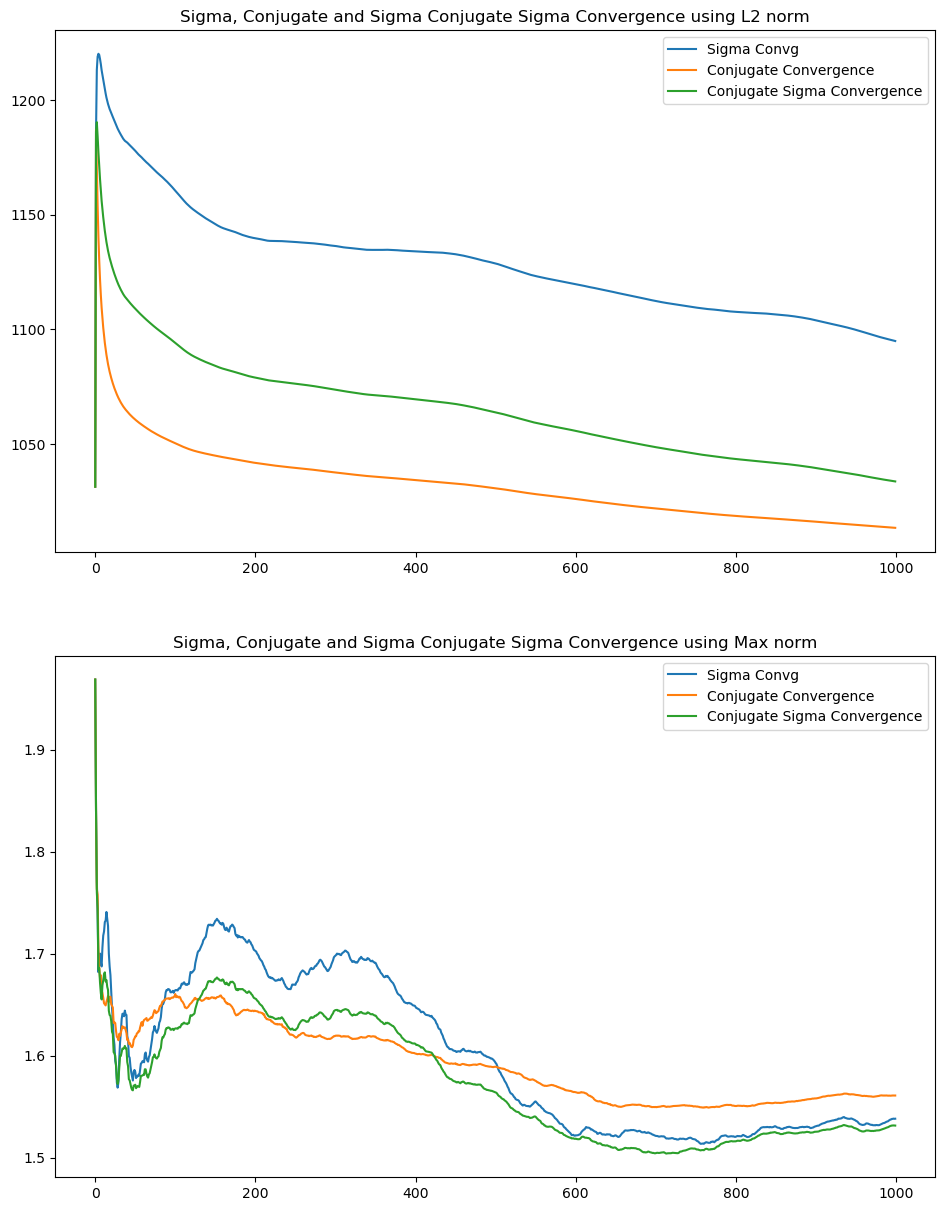 Sigma, Conjugate and Sigma Conjugate Sigma Convergence using L2 norm
Sigma Convg
Conjugate Convergence
Conjugate Sigma Convergence
1200
1150
1100
1050
0 200 400 600 800 1000
Sigma, Conjugate and Sigma Conjugate Sigma Convergence using Max norm
Sigma Convg
Conjugate Convergence
Conjugate Sigma Convergence
1.9
1.8
1.7
1.6
1.5
0 200 400 600 800 1000